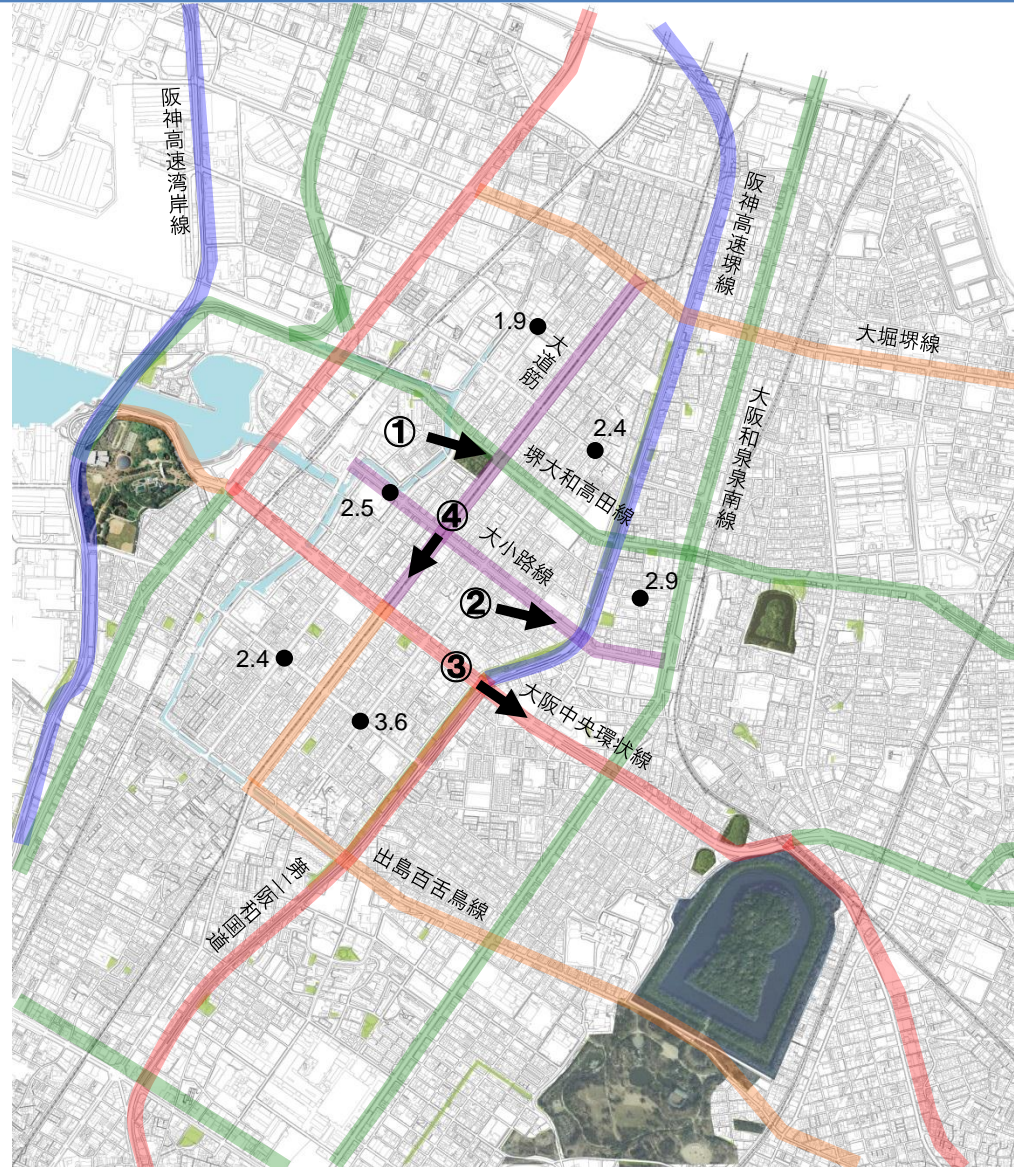 阪神高速湾岸線
阪神高速堺線
大堀堺線
1.9
大道筋
大阪和泉泉南線
①
2.4
堺大和高田線
2.5
④
大小路線
②
2.9
2.4
③
大阪中央環状線
3.6
出島百舌鳥線
第二阪和国道